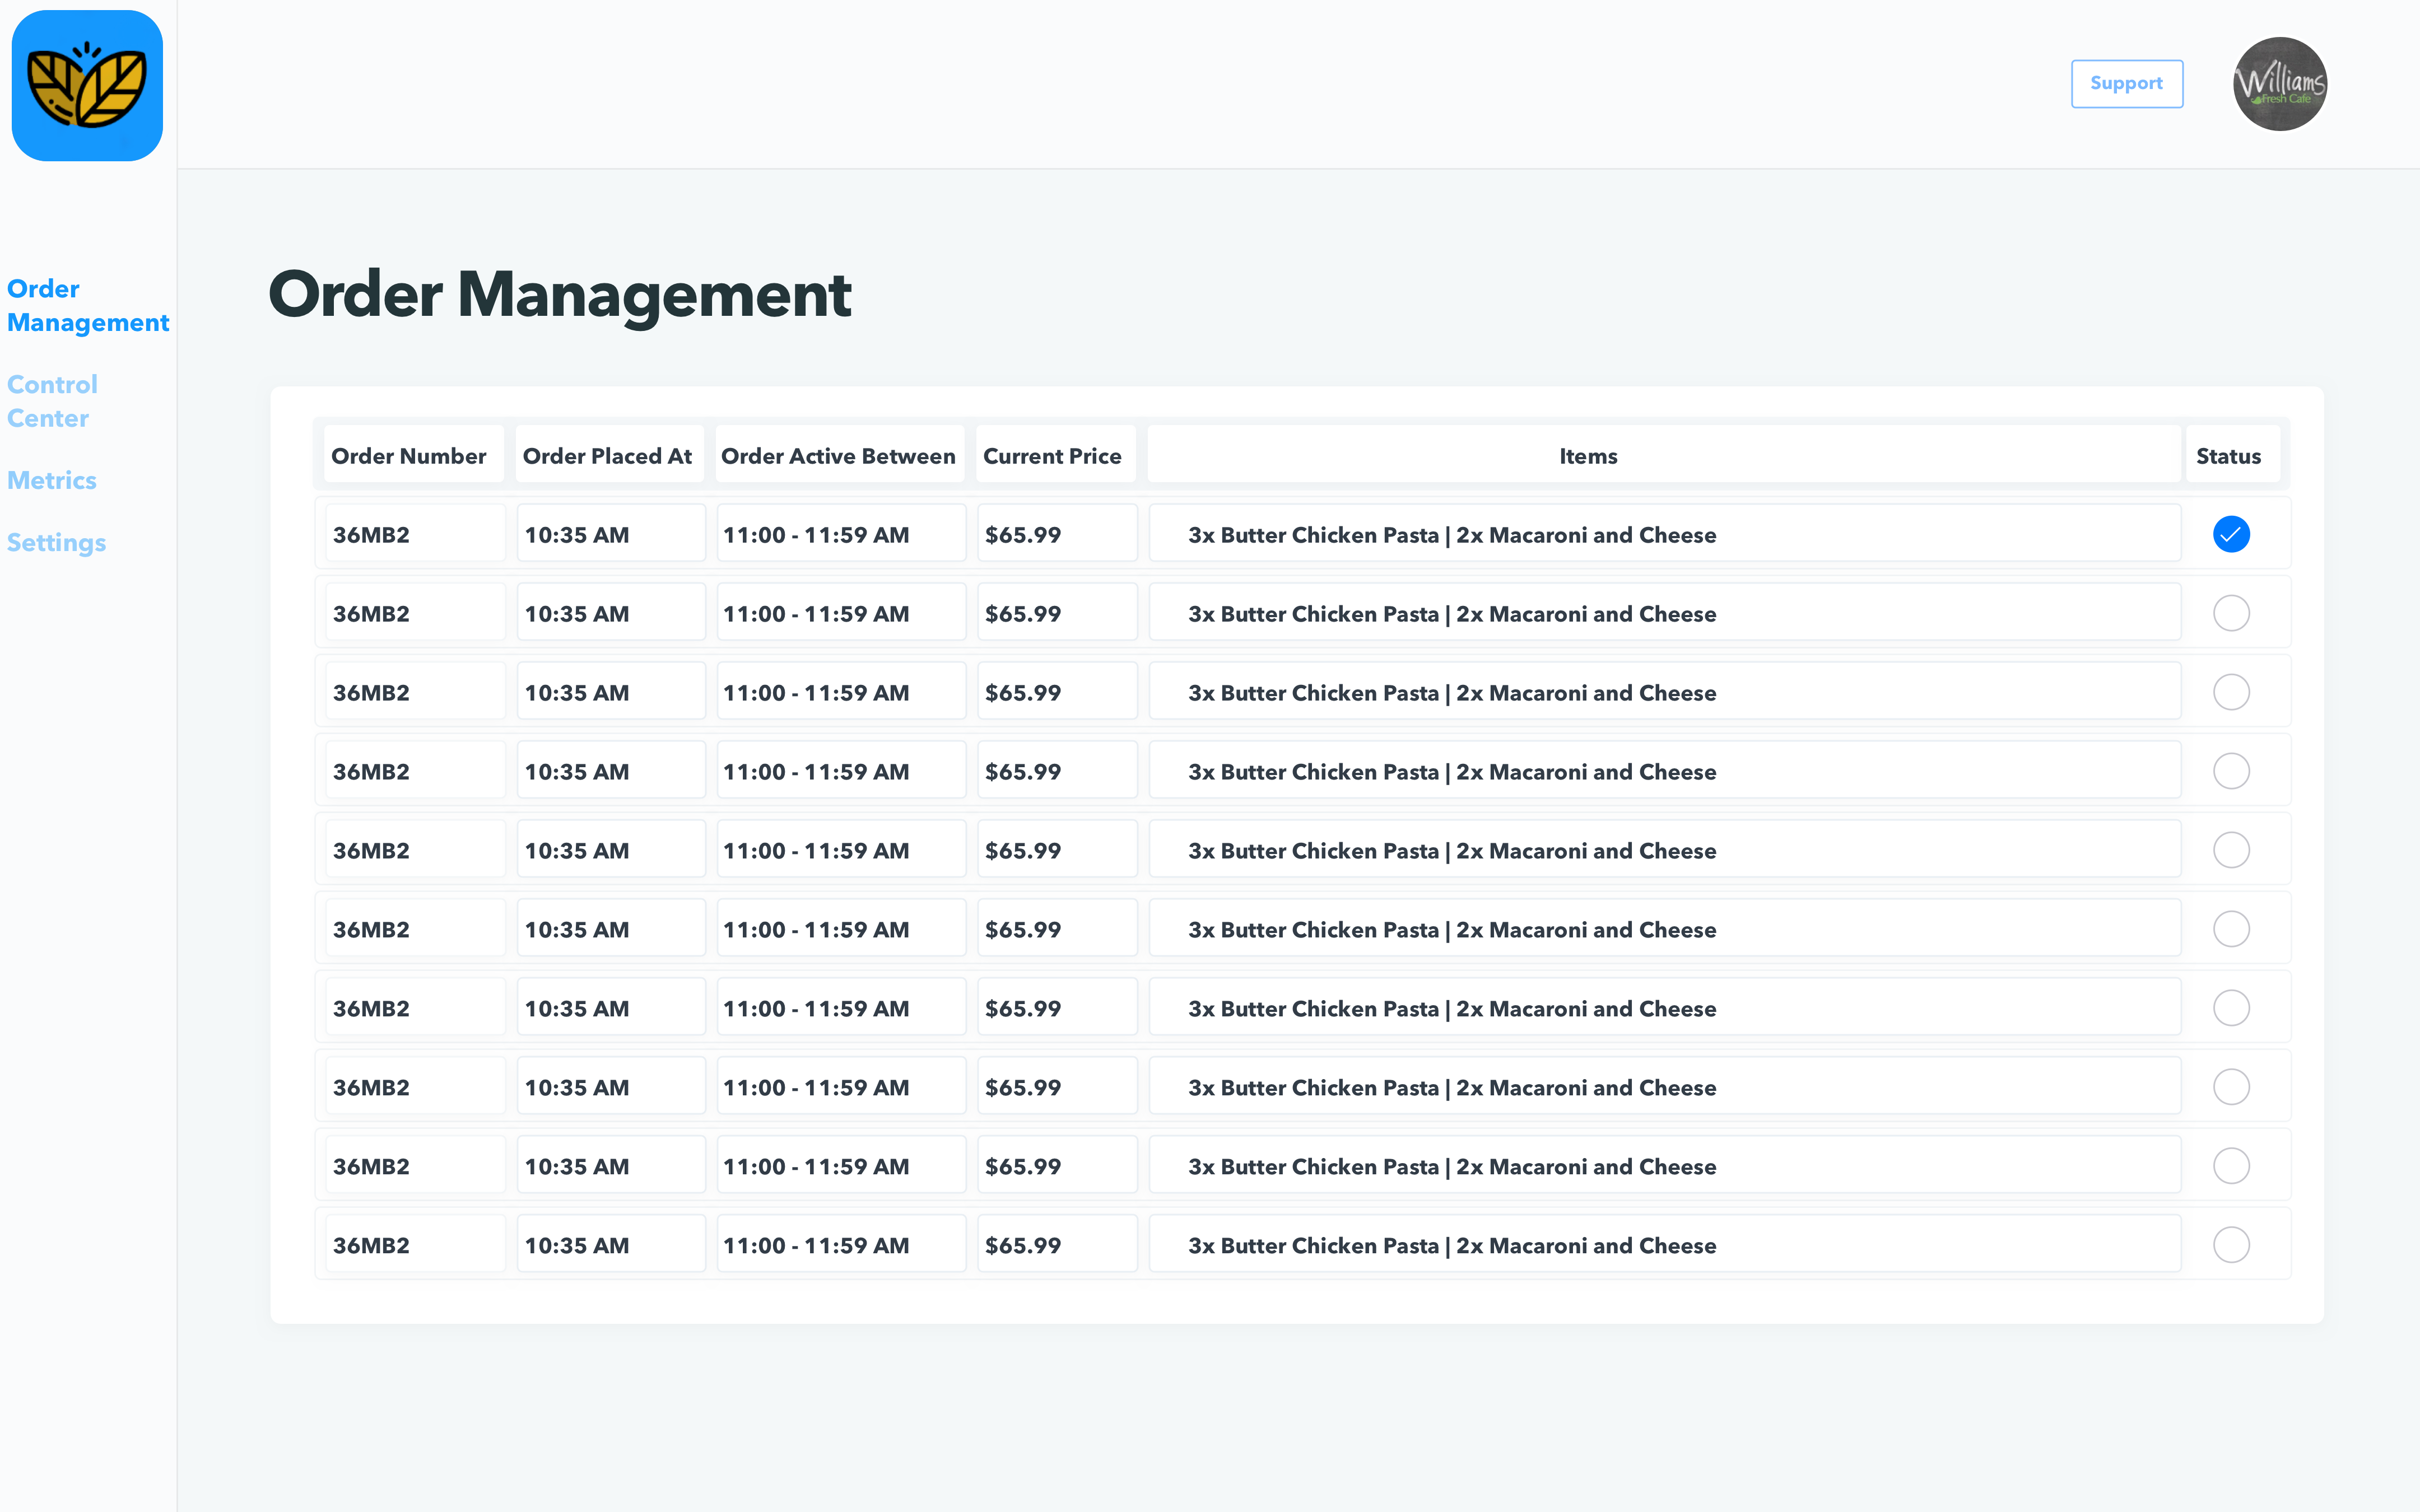 Support
Williams
Fresh Cafe
Order
Management
Control
Center
Metrics
Settings
Order Management
Order Number Order Placed At Order Active Between Current Price Items Status
36MB2 10:35 AM 11:00 - 11:59 AM $65.99 3x Butter Chicken Pasta | 2x Macaroni and Cheese
36MB2 10:35 AM 11:00 - 11:59 AM $65.99 3x Butter Chicken Pasta | 2x Macaroni and Cheese
36MB2 10:35 AM 11:00 - 11:59 AM $65.99 3x Butter Chicken Pasta | 2x Macaroni and Cheese
36MB2 10:35 AM 11:00 - 11:59 AM $65.99 3x Butter Chicken Pasta | 2x Macaroni and Cheese
36MB2 10:35 AM 11:00 - 11:59 AM $65.99 3x Butter Chicken Pasta | 2x Macaroni and Cheese
36MB2 10:35 AM 11:00 - 11:59 AM $65.99 3x Butter Chicken Pasta | 2x Macaroni and Cheese
36MB2 10:35 AM 11:00 - 11:59 AM $65.99 3x Butter Chicken Pasta | 2x Macaroni and Cheese
36MB2 10:35 AM 11:00 - 11:59 AM $65.99 3x Butter Chicken Pasta | 2x Macaroni and Cheese
36MB2 10:35 AM 11:00 - 11:59 AM $65.99 3x Butter Chicken Pasta | 2x Macaroni and Cheese
36MB2 10:35 AM 11:00 - 11:59 AM $65.99 3x Butter Chicken Pasta | 2x Macaroni and Cheese